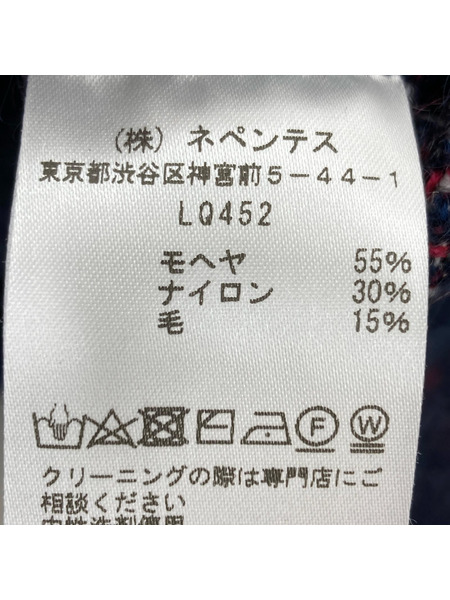 (株) ネペンテス
東京都渋谷区神宮前5-44-1
LQ452
モヘヤ 55%
ナイロン 30%
毛 15%
F W
クリーニングの際は専門店にご
相談ください